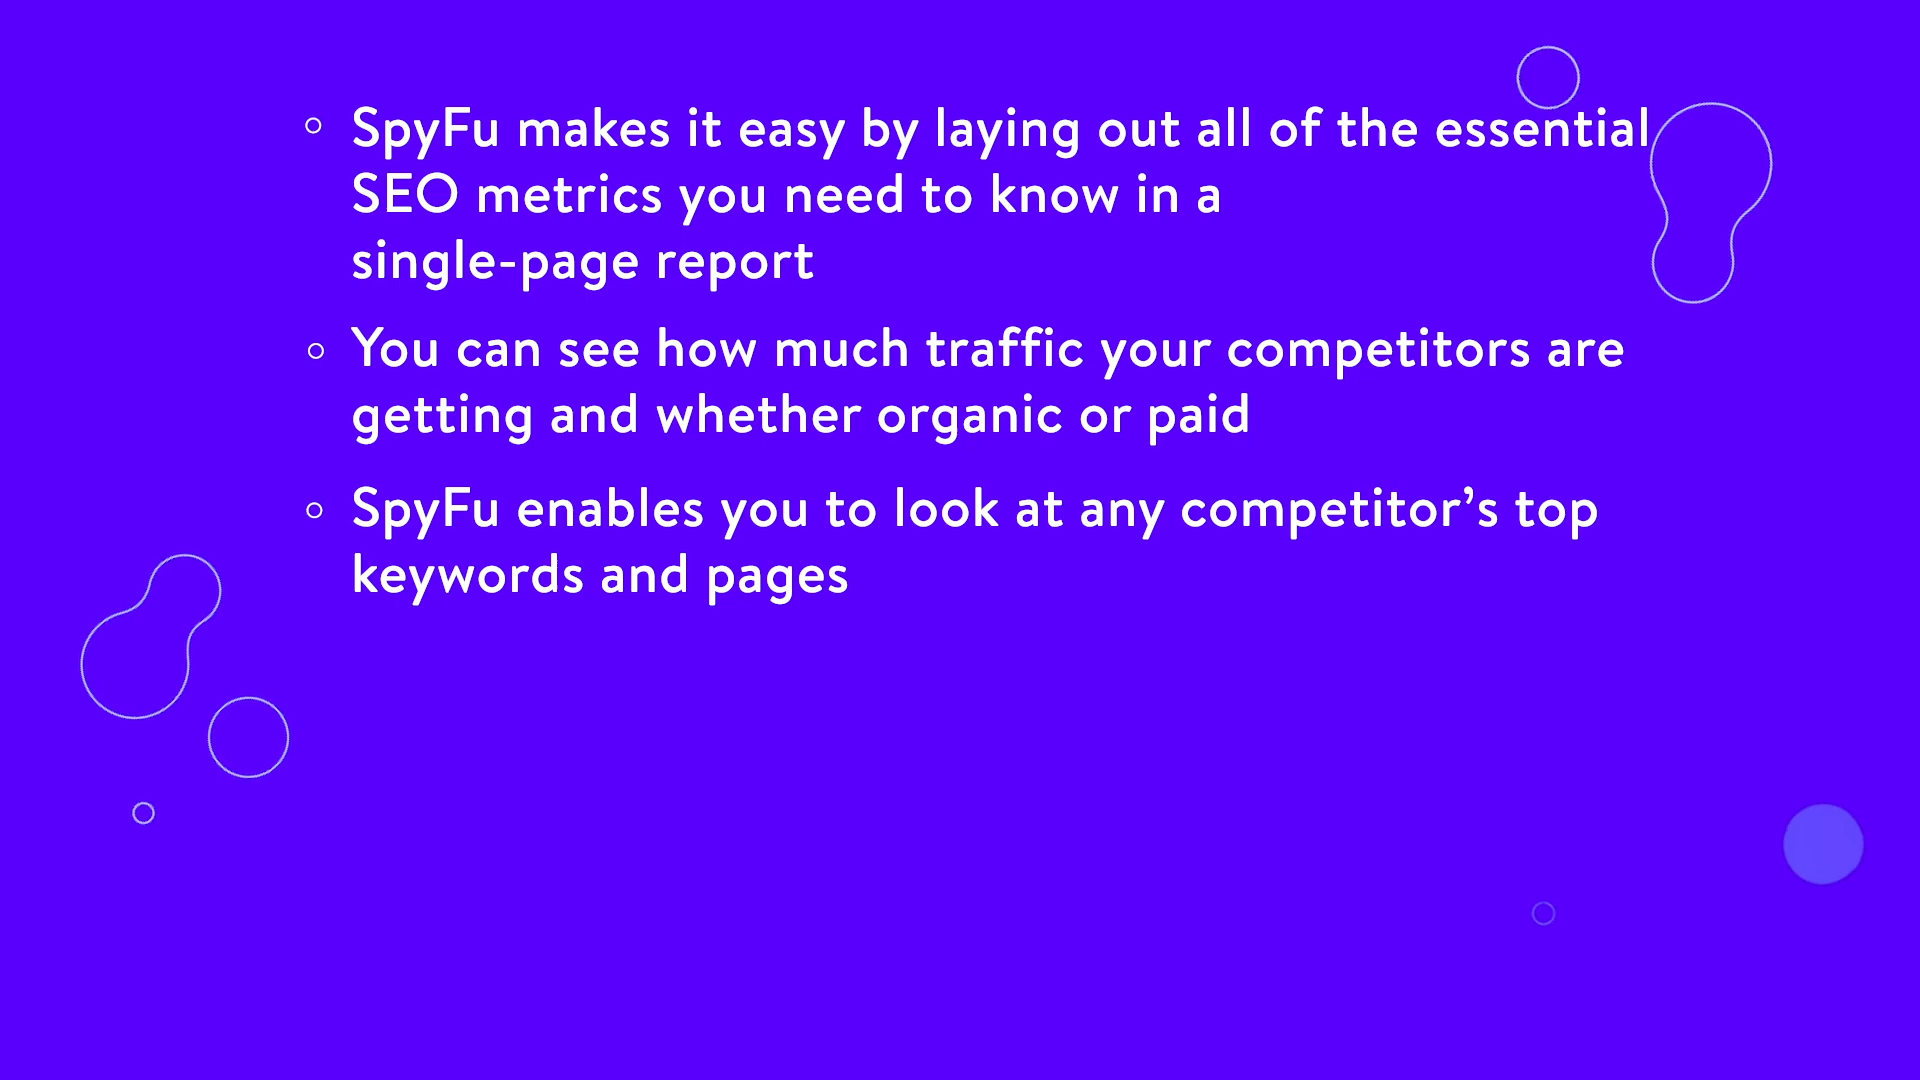 SpyFu makes it easy by laying out all of the essential
SEO metrics you need to know in a
single-page report
You can see how much traffic your competitors are
getting and whether organic or paid
SpyFu enables you to look at any competitor’s top
keywords and pages